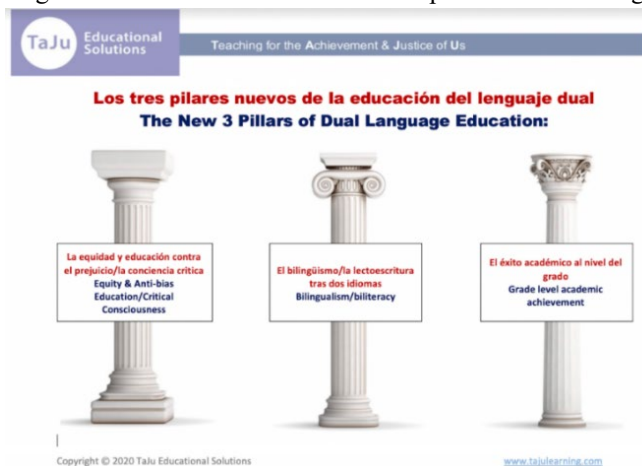 TaJu Educational
Solutions
Teaching for the Achievement & Justice of Us
Los tres pilares nuevos de la educación del lenguaje dual
The New 3 Pillars of Dual Language Education:
La equidad y educación contra
el prejuicio/la conciencia crítica
Equity & Anti-bias
Education/Critical
Consciousness
El bilingüismo/la lectoescritura
tras dos idiomas
Bilingualism/biliteracy
El éxito académico al nivel del
grado
Grade level academic
achievement
Copyright © 2020 TaJu Educational Solutions
www.tajulearning.com